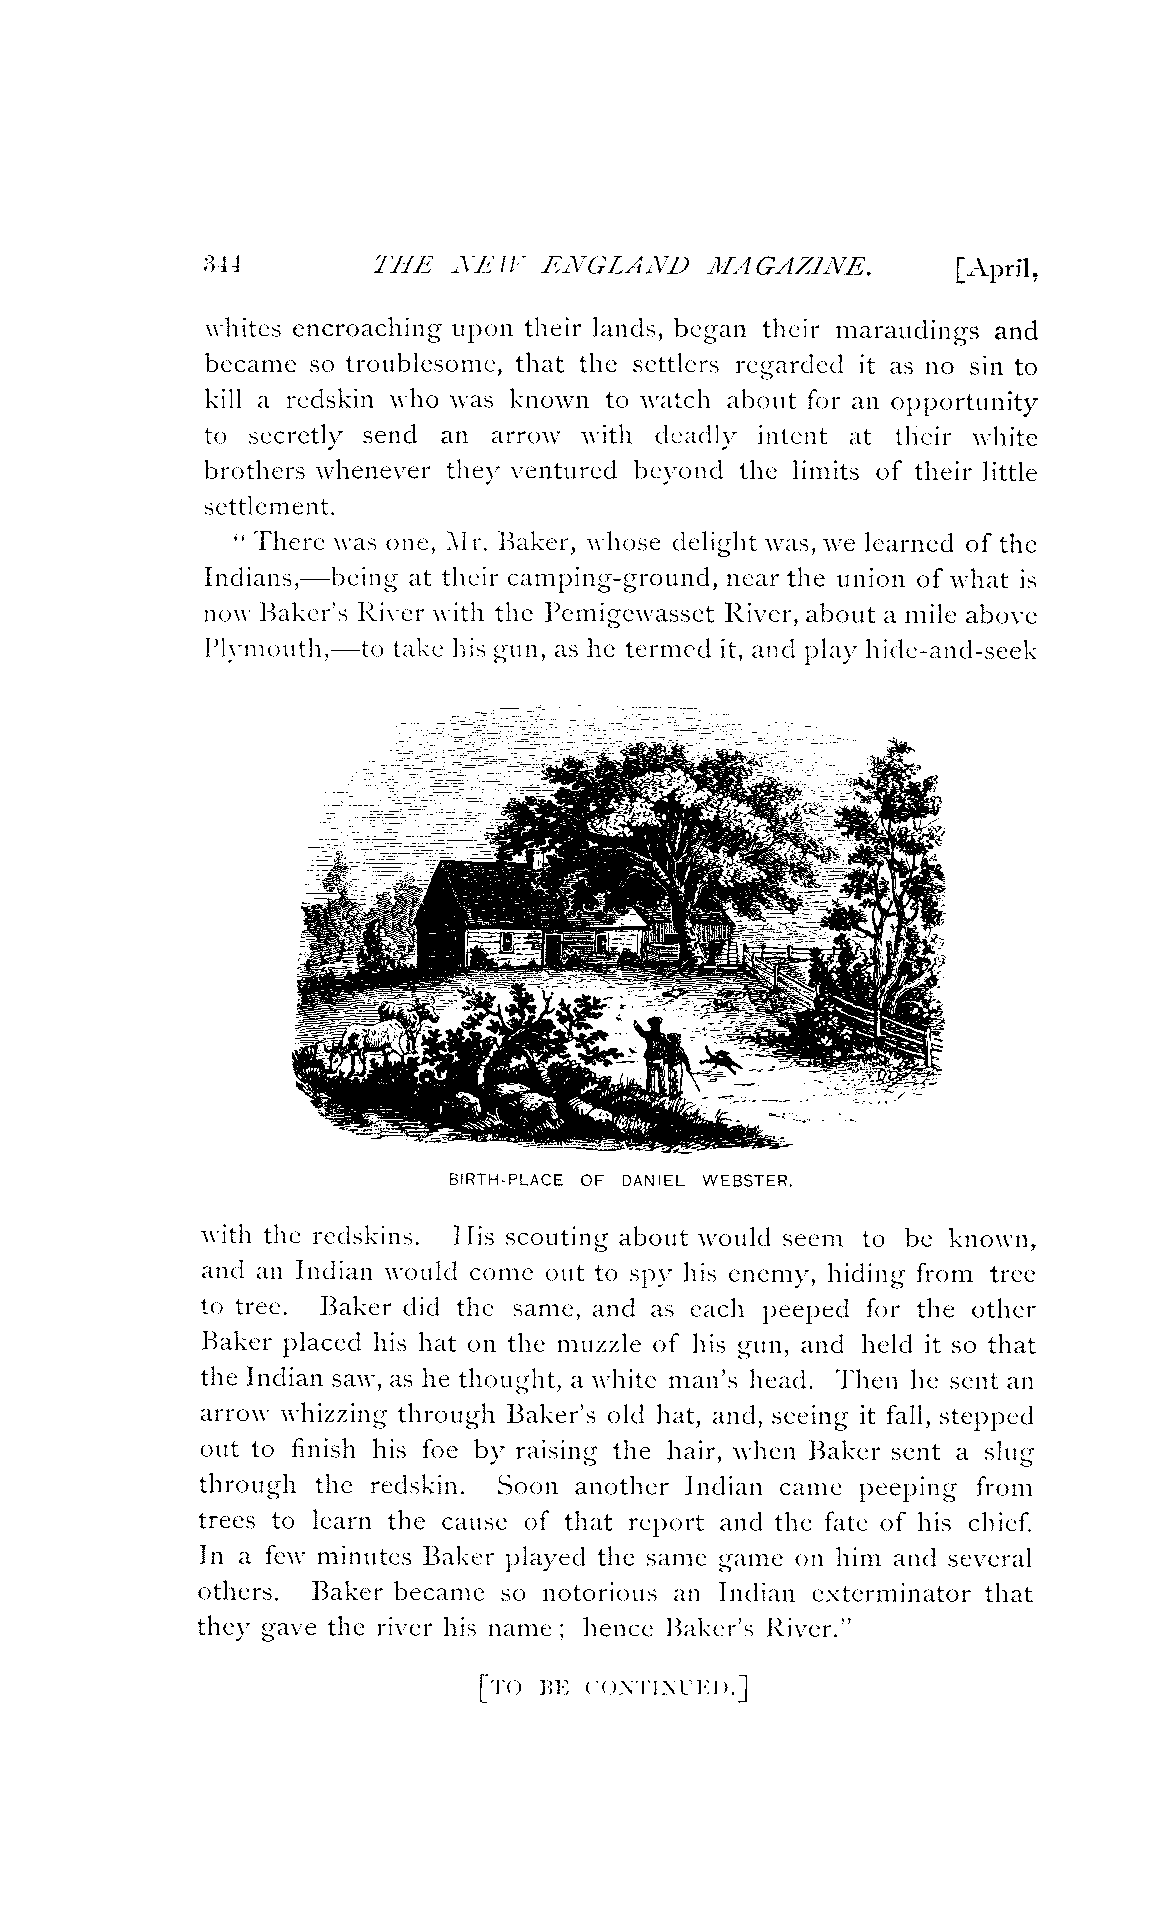 344 THE NEW ENGLAND MAGAZINE. [April,
whites encroaching upon their lands, began their maraudings and
became so troublesome, that the settlers regarded it as no sin to
kill a redskin who was known to watch about for an opportunity
to secretly send an arrow with deadly intent at their white
brothers whenever they ventured beyond the limits of their little
settlement.
" There was one, Mr. Baker, whose delight was, we learned of the
Indians,—being at their camping-ground, near the union of what is
now Baker's River with the Pemigewasset River, about a mile above
Plymouth,—to take his gun, as he termed it, and play hide-and-seek
BIRTH-PLACE OF DANIEL WEBSTER.
with the redskins. His scouting about would seem to be known,
and an Indian would come out to spy his enemy, hiding from tree
to tree. Baker did the same, and as each peeped for the other
Baker placed his hat on the muzzle of his gun, and held it so that
the Indian saw, as he thought, a white man's head. Then he sent an
arrow whizzing through Baker's old hat, and, seeing it fall, stepped
out to finish his foe by raising the hair, when Baker sent a slug
through the redskin. Soon another Indian came peeping from
trees to learn the cause of that report and the fate of his chief.
In a few minutes Baker played the same game on him and several
others. Baker became so notorious an Indian exterminator that
they gave the river his name; hence Baker's River."
[TO BE CONTINUED.]